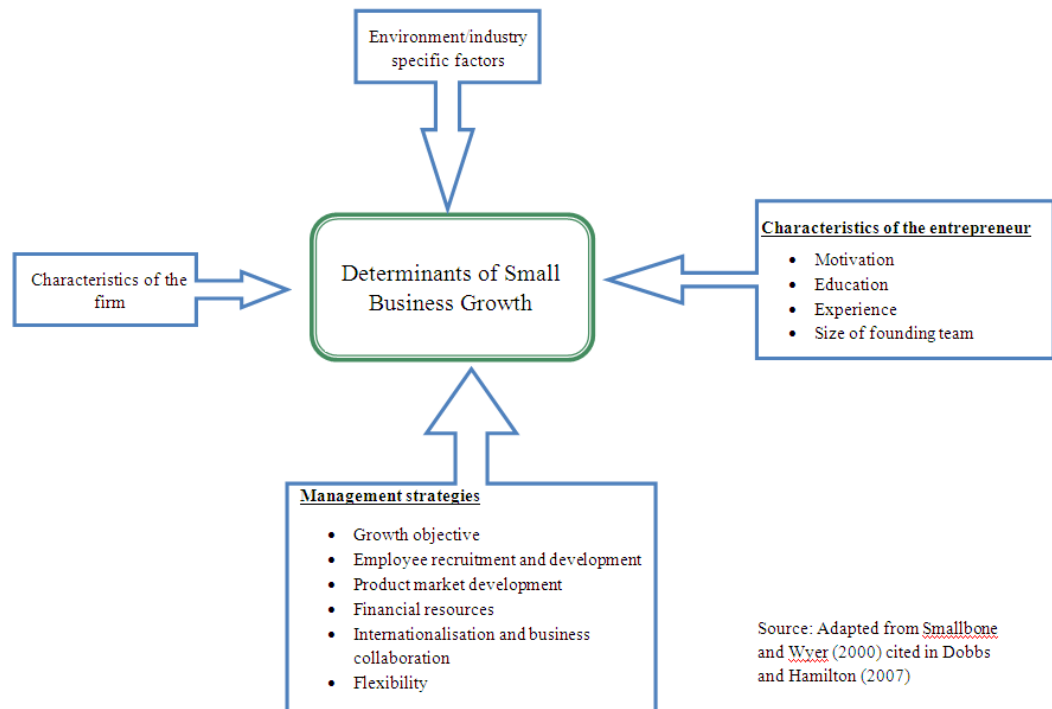 Environment/industry
specific factors
Characteristics of the
firm
Determinants of Small
Business Growth
Characteristics of the entrepreneur
• Motivation
• Education
• Experience
• Size of founding team
Management strategies
• Growth objective
• Employee recruitment and development
• Product market development
• Financial resources
• Internationalisation and business
collaboration
• Flexibility
Source: Adapted from Smallbone
and Wyer (2000) cited in Dobbs
and Hamilton (2007)